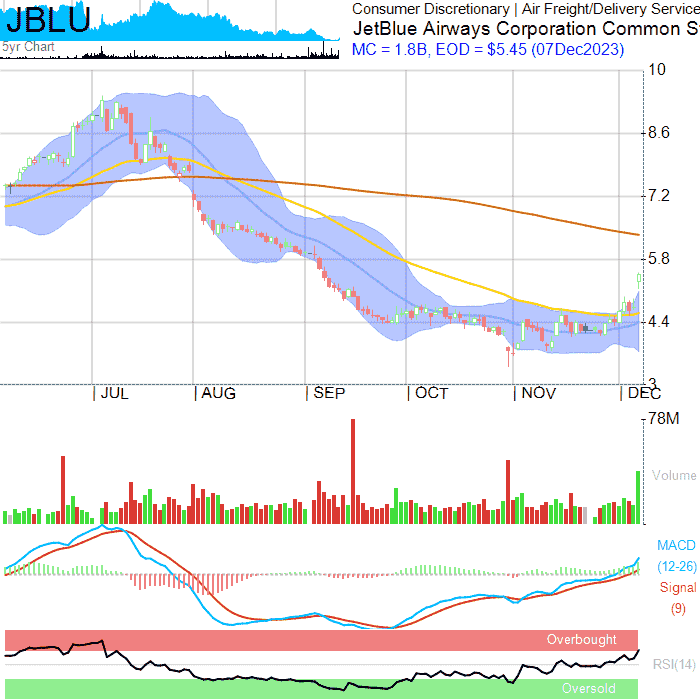 JBLU
5yr Chart
Consumer Discretionary | Air Freight/Delivery Service
JetBlue Airways Corporation Common S
MC = 1.8B, EOD = $5.45 (07Dec2023)
10
8.6
7.2
5.8
4.4
3
JUL AUG SEP OCT NOV DEC
78M
Volume
MACD
(12-26)
Signal
(9)
Overbought
RSI(14)
Oversold